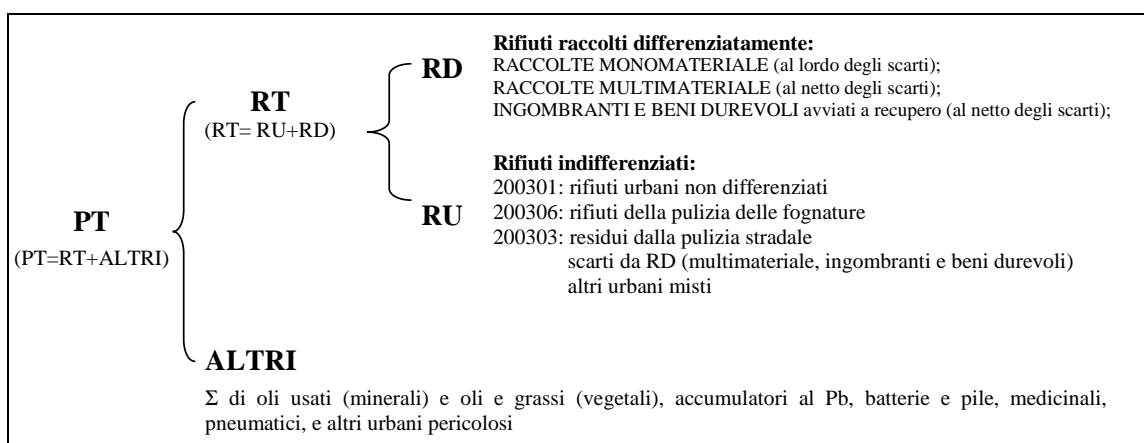 Rifiuti raccolti differenziatamente:
RD
RACCOLTE MONOMATERIALE (al lordo degli scarti);
RACCOLTE MULTIMATERIALE (al netto degli scarti);
INGOMBRANTI E BENI DUREVOLI avviati a recupero (al netto degli scarti);
RT
(RT= RU+RD)
Rifiuti indifferenziati:
200301: rifiuti urbani non differenziati
RU
200306: rifiuti della pulizia delle fognature
200303: residui dalla pulizia stradale
scarti da RD (multimateriale, ingombranti e beni durevoli)
altri urbani misti
PT
(PT=RT+ALTRI)
ALTRI
Σ di oli usati (minerali) e oli e grassi (vegetali), accumulatori al Pb, batterie e pile, medicinali,
pneumatici, e altri urbani pericolosi